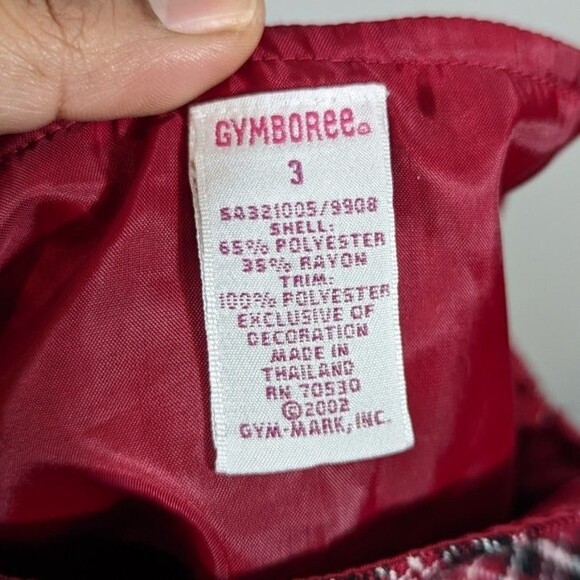 GYMBORee
3
54321005/9908
SHELL:
65% POLYESTER
35% RAYON
TRIM:
100% POLYESTER
EXCLUSIVE OF
DECORATION
MADE IN
THAILAND
RN 70530
©2002
GYM-MARK, INC.